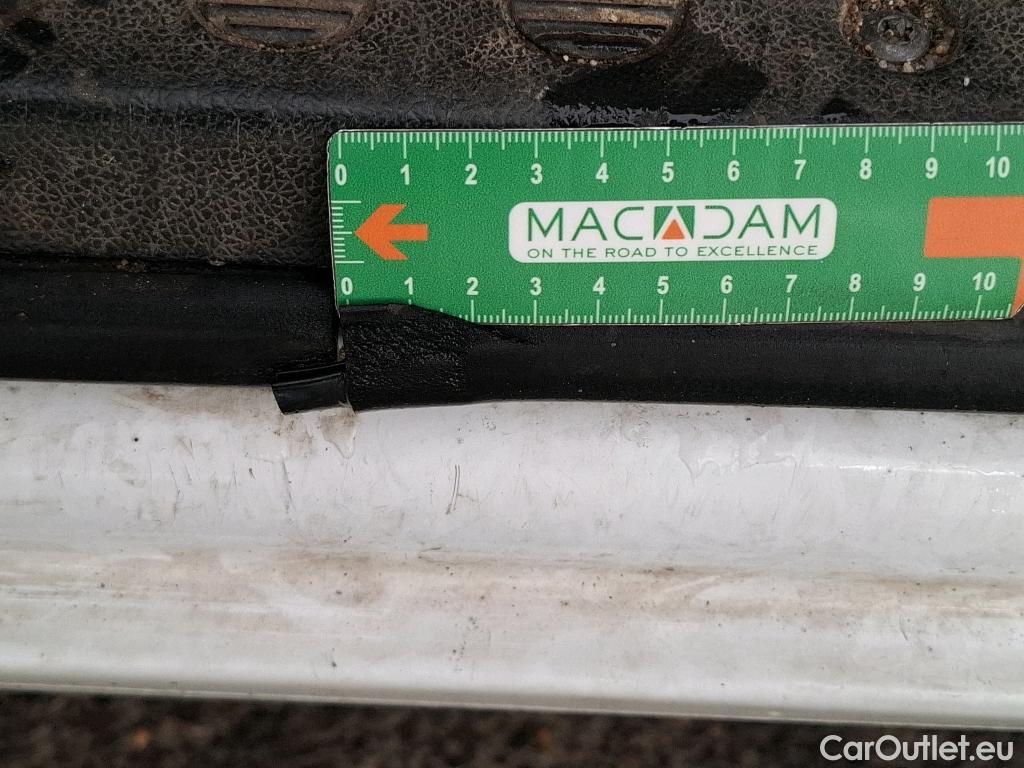 0 1 2 3 4 5 6 7 8 9 10
MACADAM
ON THE ROAD TO EXCELLENCE
0 1 2 3 4 5 6 7 8 9 10
CarOutlet.eu